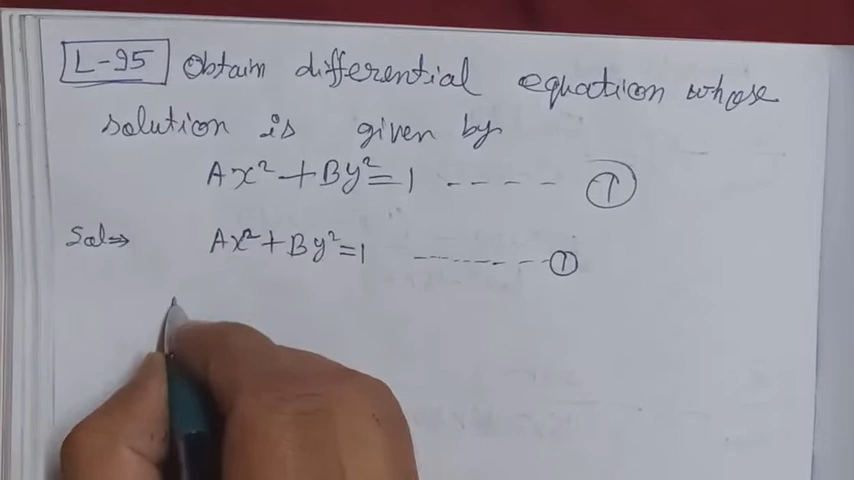 L-95 Obtain differential equation whose
solution is given by
Ax²+By²=1 ---- ①
Sol⇒ Ax²+By²=1 -------- ①